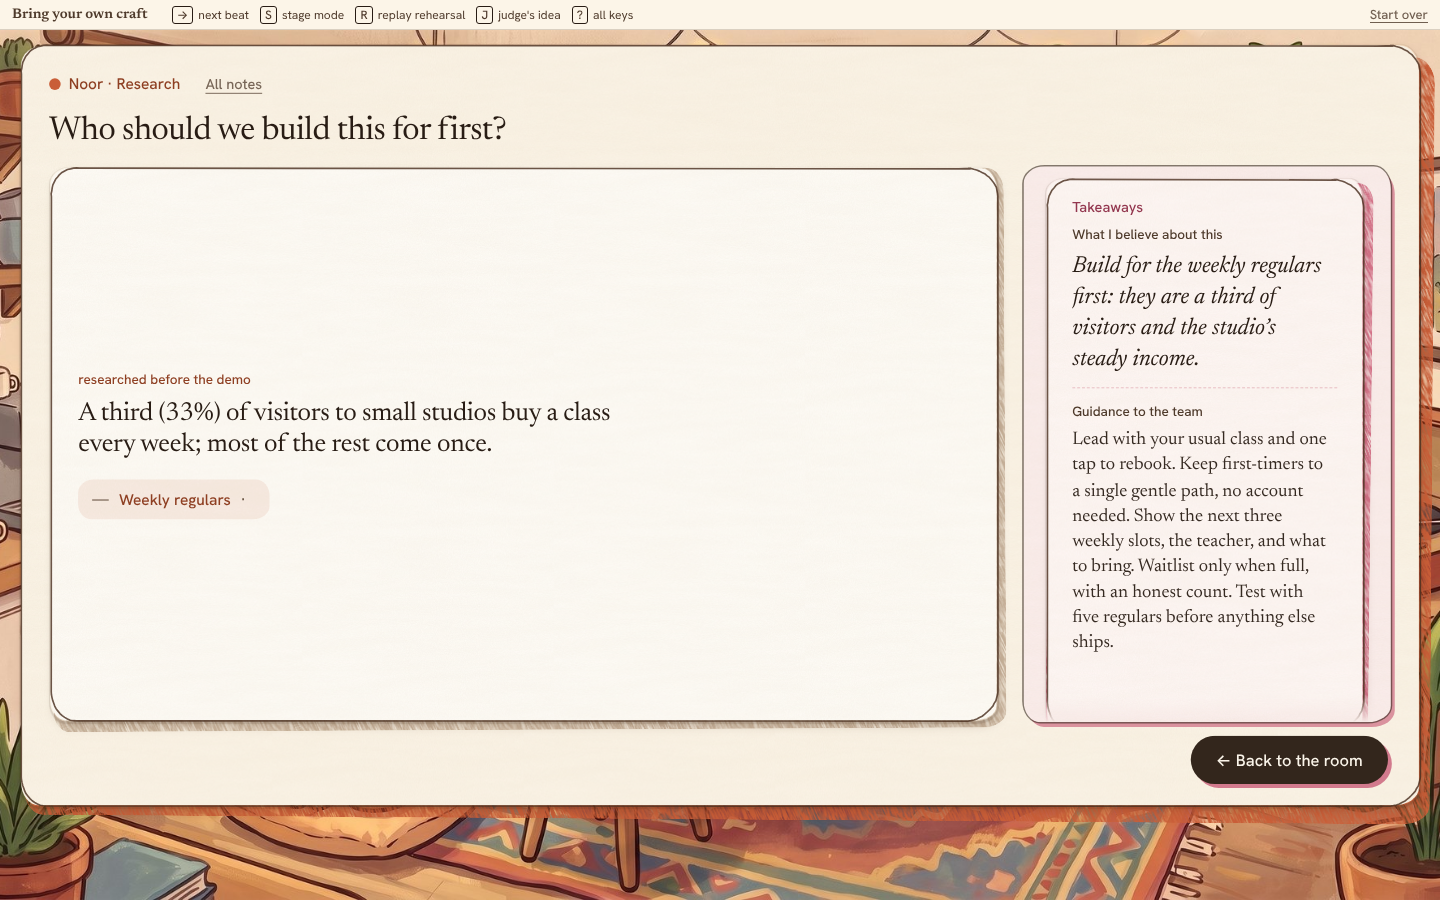 Bring your own craft → next beat S stage mode R replay rehearsal J judge's idea ? all keys Start over
Noor · Research All notes
Who should we build this for first?
researched before the demo
A third (33%) of visitors to small studios buy a class
every week; most of the rest come once.
— Weekly regulars ·
Takeaways
What I believe about this
Build for the weekly regulars
first: they are a third of
visitors and the studio’s
steady income.
Guidance to the team
Lead with your usual class and one
tap to rebook. Keep first-timers to
a single gentle path, no account
needed. Show the next three
weekly slots, the teacher, and what
to bring. Waitlist only when full,
with an honest count. Test with
five regulars before anything else
ships.
← Back to the room